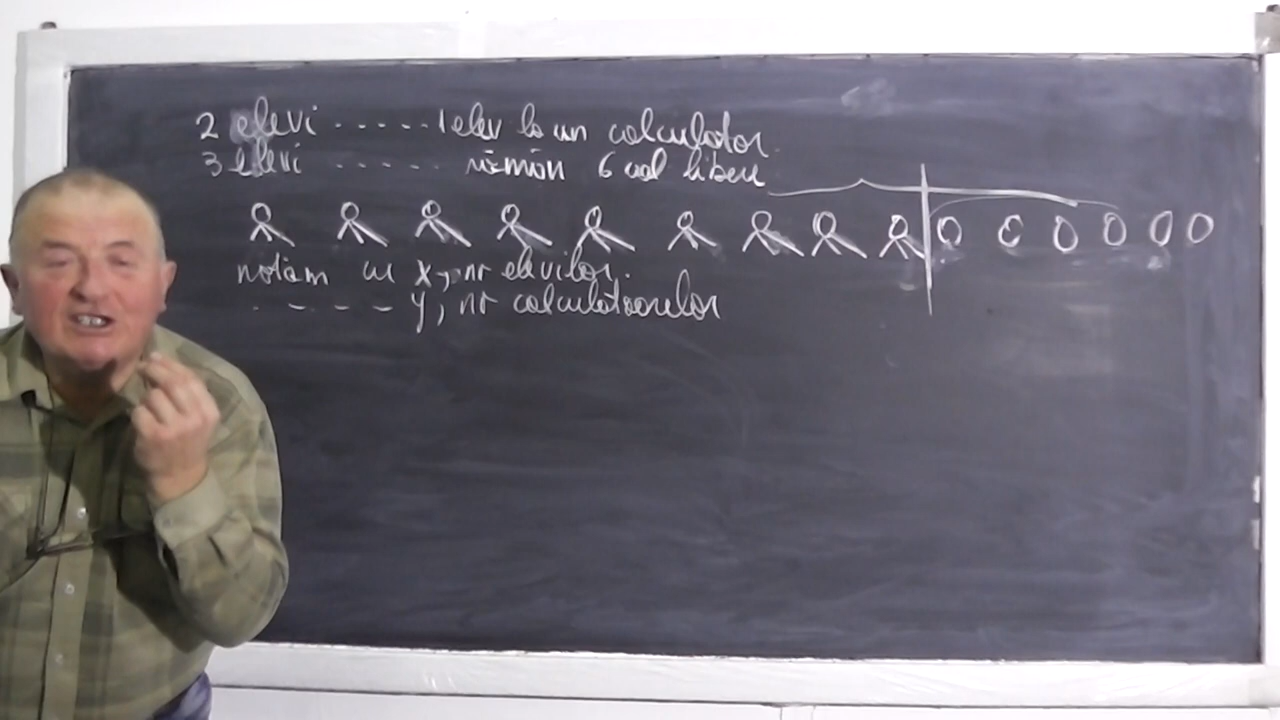 2 elevi ..... 1 elev la un calculator.
3 elevi ..... rămân 6 cal libere
notăm cu x, nr elevilor.
. - - - - y, nr calculatoarelor